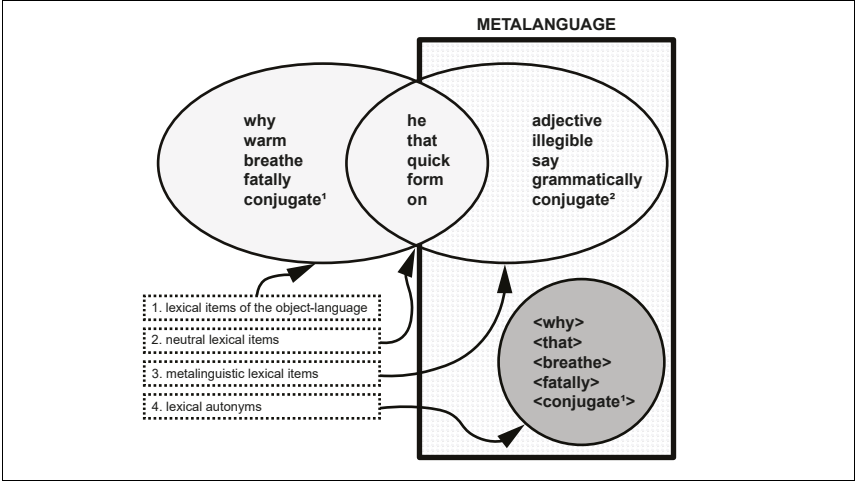 METALANGUAGE
why
warm
breathe
fatally
conjugate¹
he
that
quick
form
on
adjective
illegible
say
grammatically
conjugate²
1. lexical items of the object-language
2. neutral lexical items
3. metalinguistic lexical items
4. lexical autonyms
<why>
<that>
<breathe>
<fatally>
<conjugate¹>